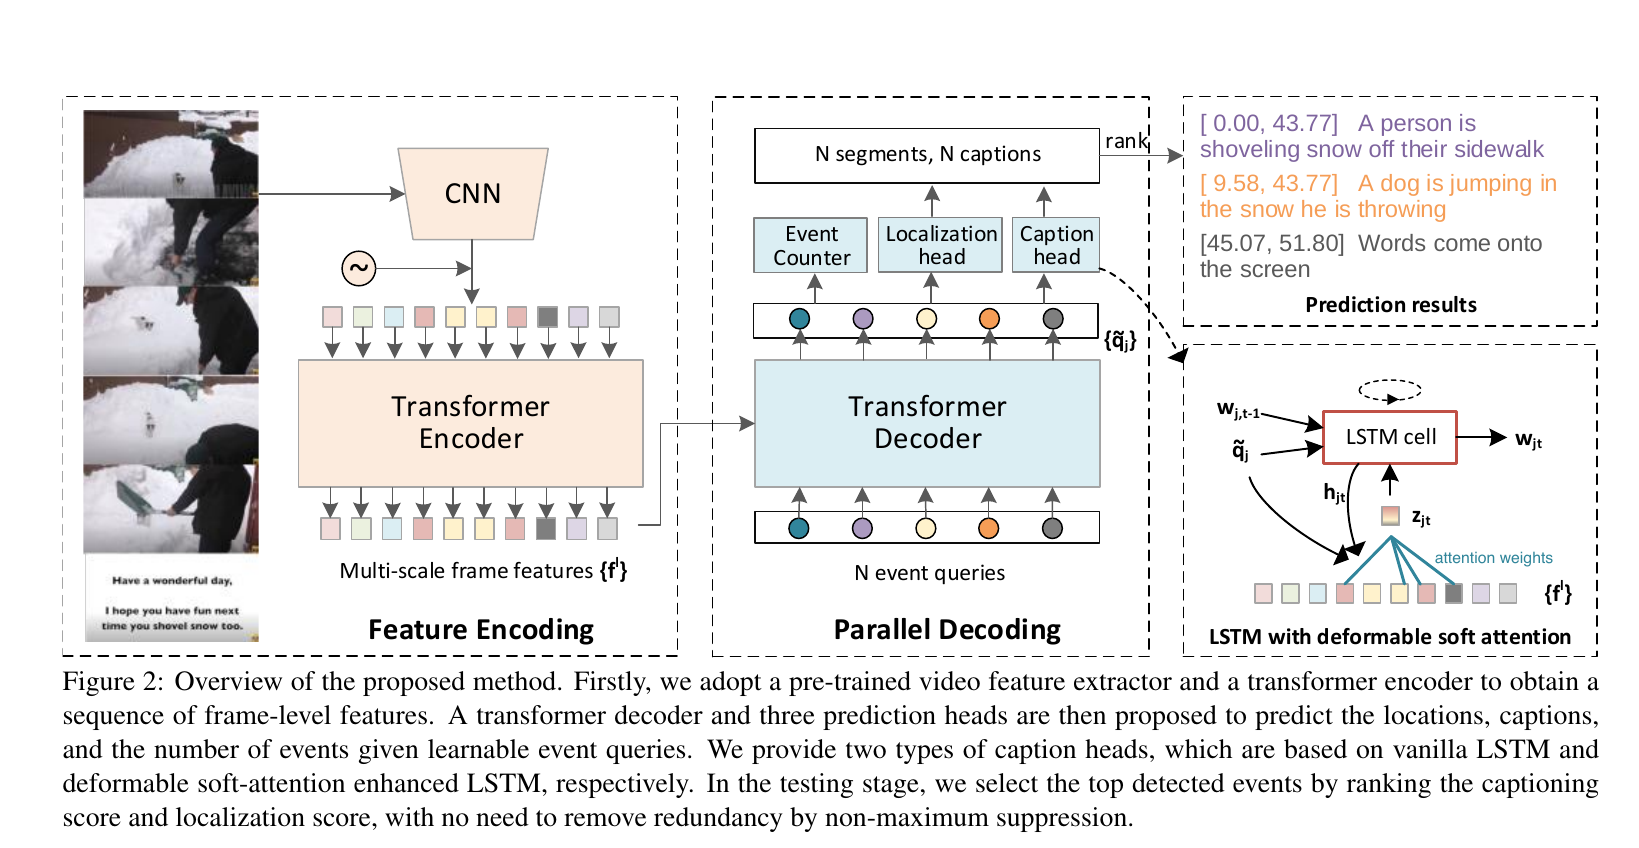 CNN
~
Transformer
Encoder
Multi-scale frame features {fˡ}
Have a wonderful day,
I hope you have fun next
time you shovel snow too.
Feature Encoding
N segments, N captions
rank
Event
Counter
Localization
head
Caption
head
{q̃ⱼ}
Transformer
Decoder
N event queries
Parallel Decoding
[ 0.00, 43.77] A person is
shoveling snow off their sidewalk
[ 9.58, 43.77] A dog is jumping in
the snow he is throwing
[45.07, 51.80] Words come onto
the screen
Prediction results
w_{j,t-1}
q̃ⱼ
LSTM cell
w_{jt}
h_{jt}
z_{jt}
attention weights
{fˡ}
LSTM with deformable soft attention
Figure 2: Overview of the proposed method. Firstly, we adopt a pre-trained video feature extractor and a transformer encoder to obtain a
sequence of frame-level features. A transformer decoder and three prediction heads are then proposed to predict the locations, captions,
and the number of events given learnable event queries. We provide two types of caption heads, which are based on vanilla LSTM and
deformable soft-attention enhanced LSTM, respectively. In the testing stage, we select the top detected events by ranking the captioning
score and localization score, with no need to remove redundancy by non-maximum suppression.